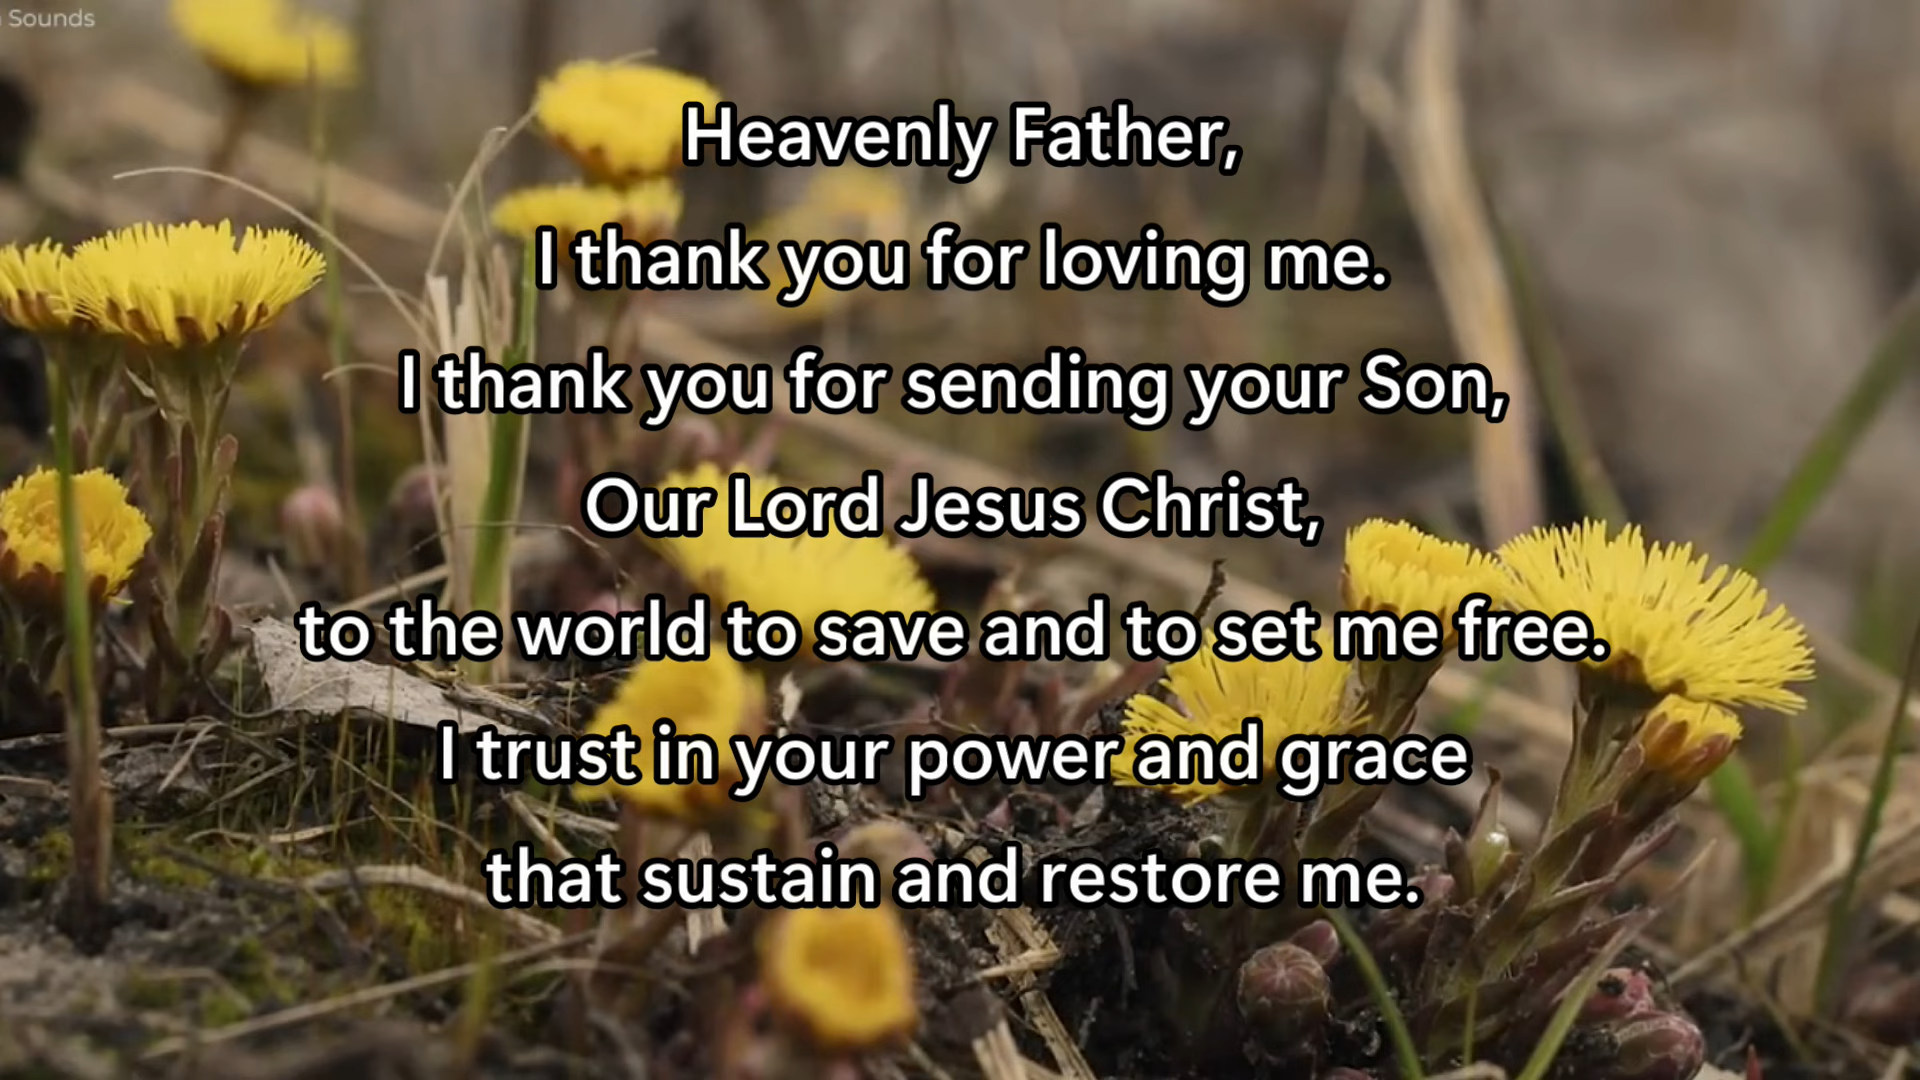 Sounds
Heavenly Father,
I thank you for loving me.
I thank you for sending your Son,
Our Lord Jesus Christ,
to the world to save and to set me free.
I trust in your power and grace
that sustain and restore me.